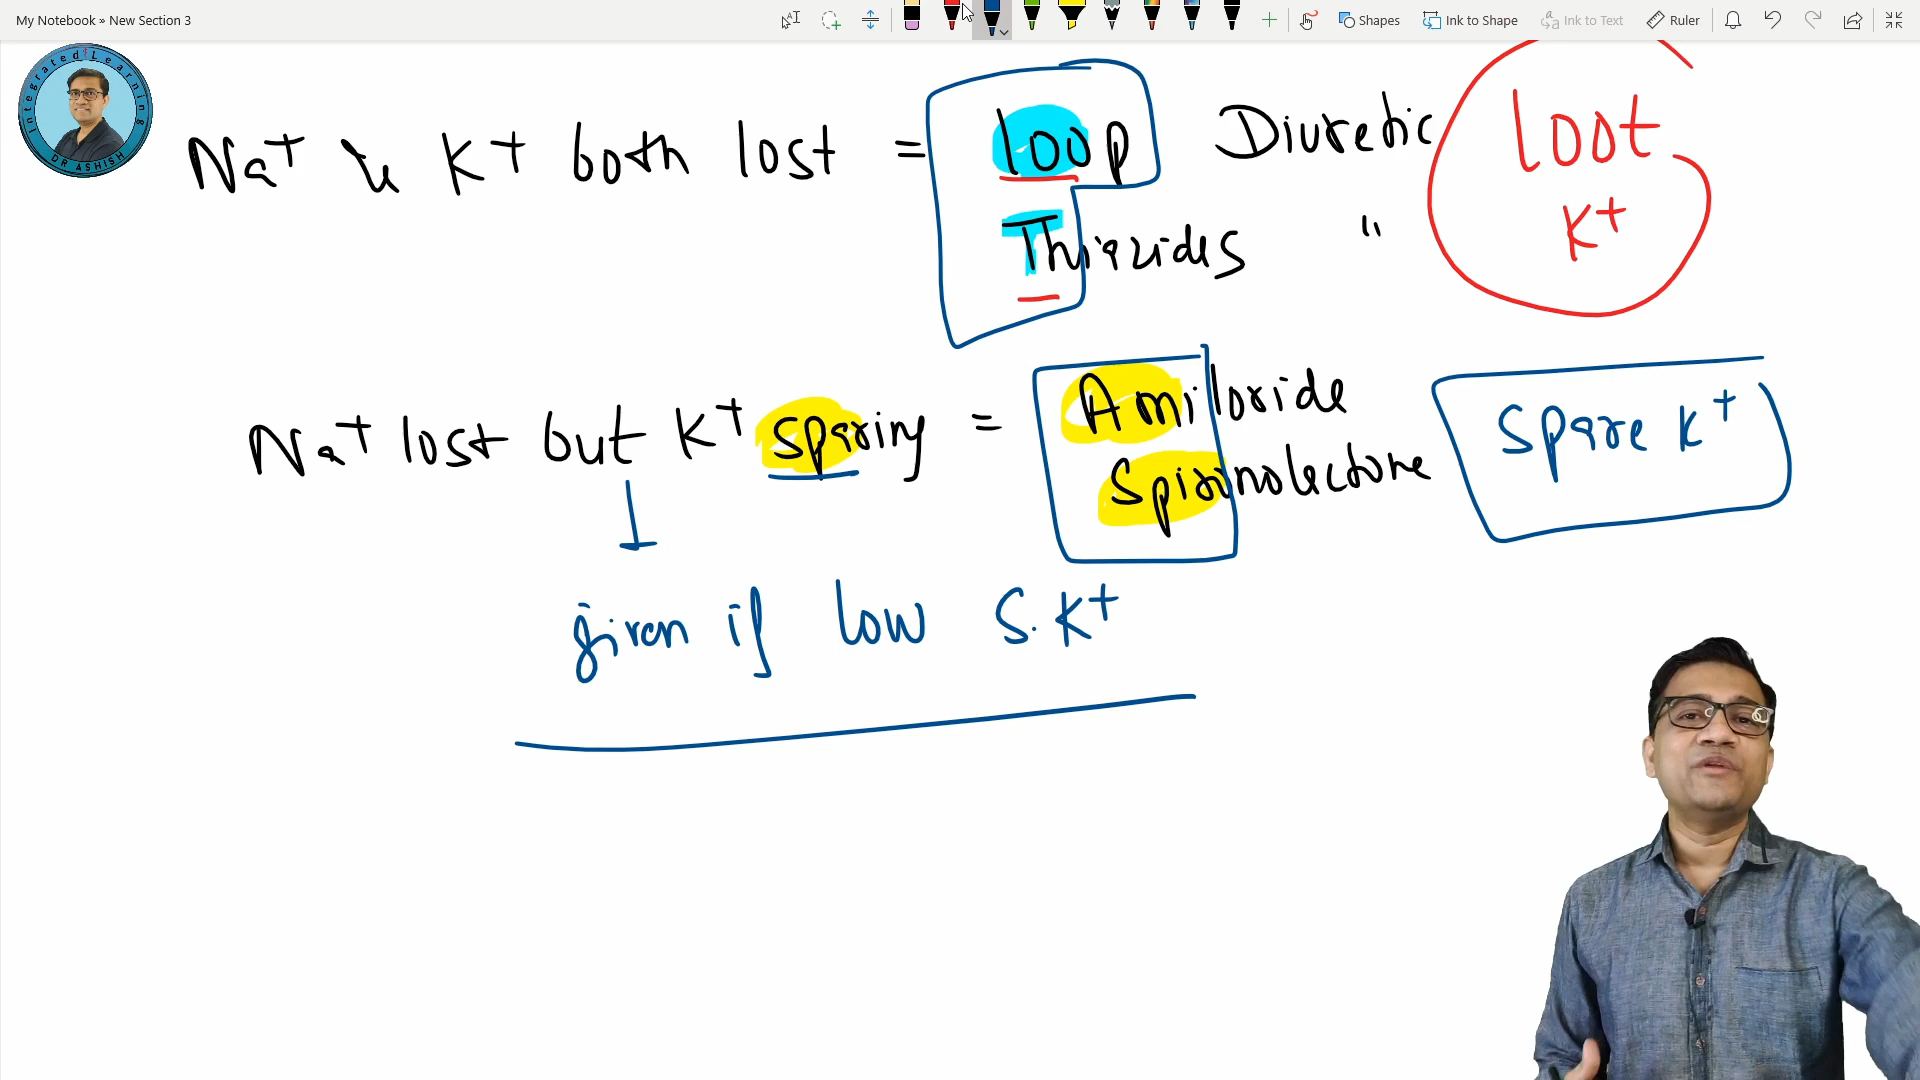 My Notebook » New Section 3
Shapes
Ink to Shape
Ink to Text
Ruler
Integrated Learning
DR ASHISH
Na+ & K+ both lost = loop Diuretic
Thiazides "
loot
K+
Na+ lost but K+ sparing = Amiloride
Spironolectone
Spare K+
given if low S. K+